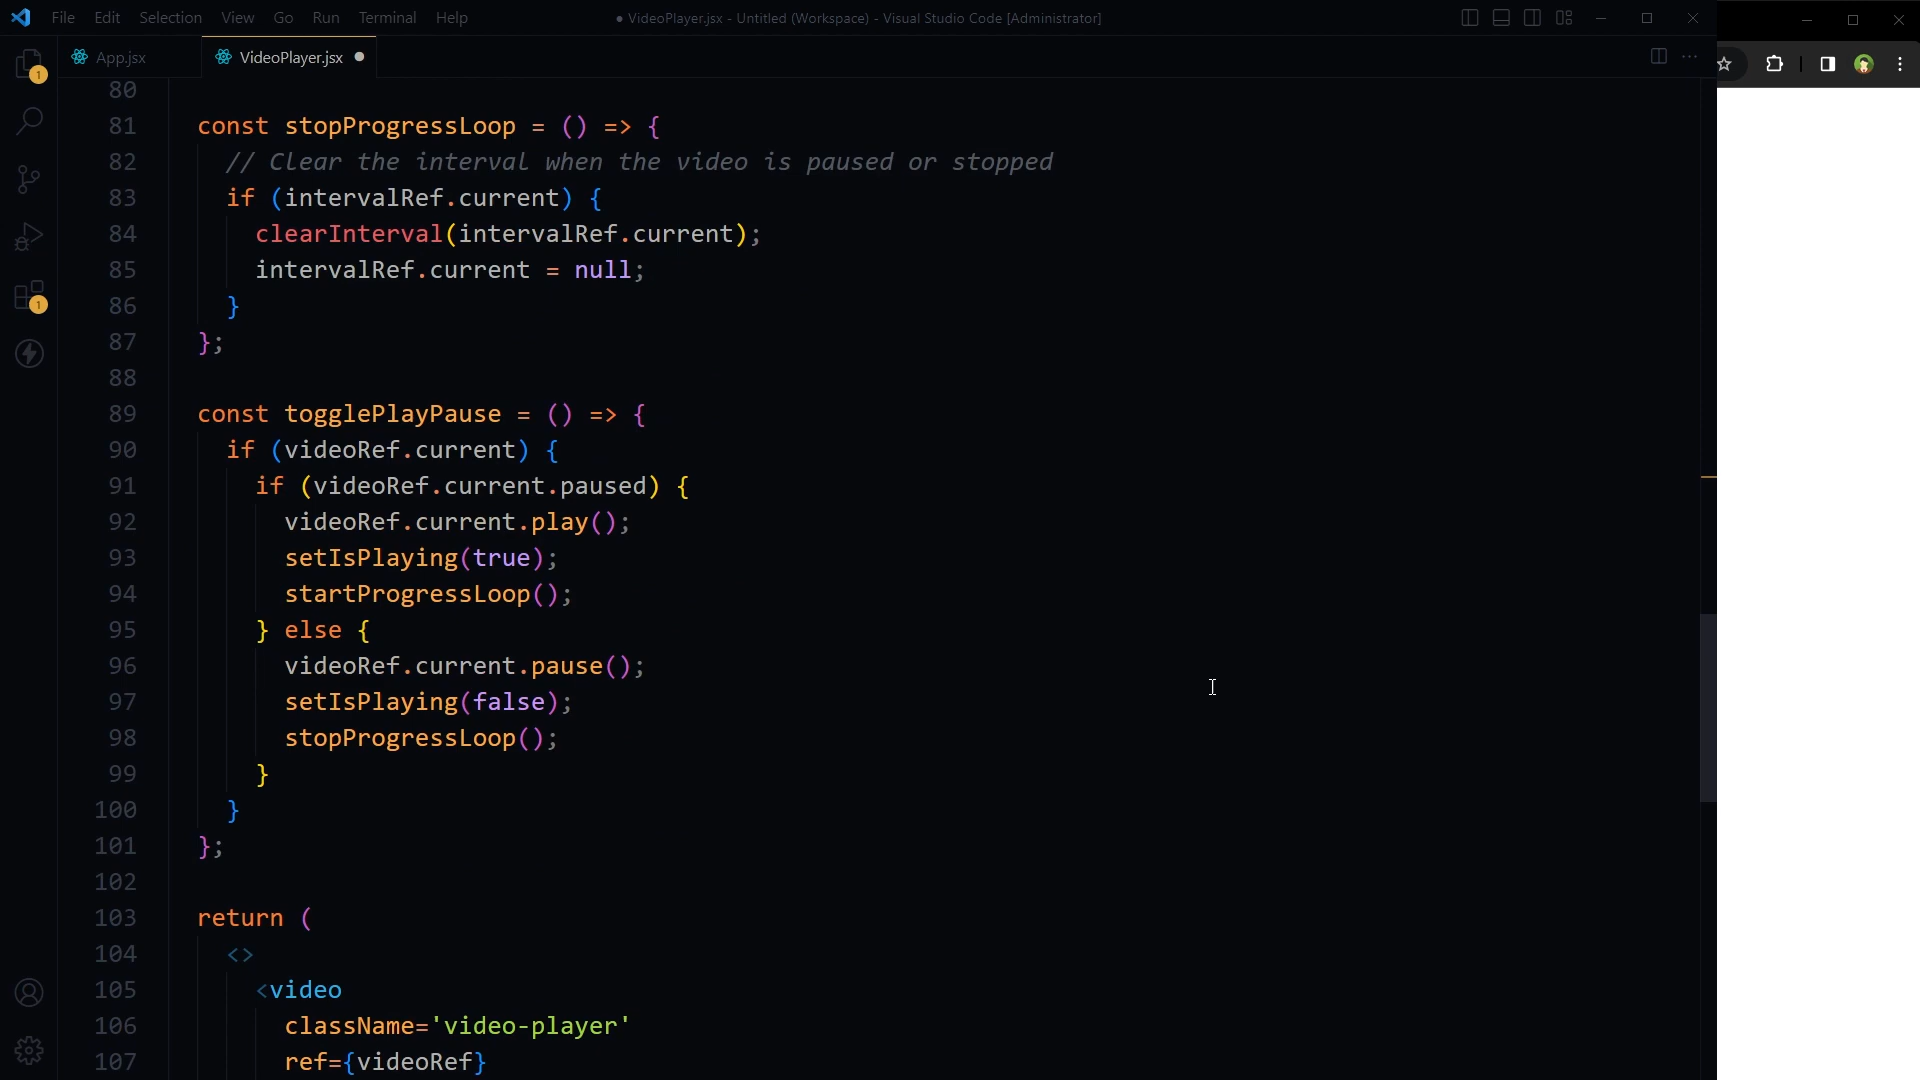 File Edit Selection View Go Run Terminal Help
● VideoPlayer.jsx - Untitled (Workspace) - Visual Studio Code [Administrator]
App.jsx
VideoPlayer.jsx
1
1
80
81 const stopProgressLoop = () => {
82 // Clear the interval when the video is paused or stopped
83 if (intervalRef.current) {
84 clearInterval(intervalRef.current);
85 intervalRef.current = null;
86 }
87 };
88
89 const togglePlayPause = () => {
90 if (videoRef.current) {
91 if (videoRef.current.paused) {
92 videoRef.current.play();
93 setIsPlaying(true);
94 startProgressLoop();
95 } else {
96 videoRef.current.pause();
97 setIsPlaying(false);
98 stopProgressLoop();
99 }
100 }
101 };
102
103 return (
104 <>
105 <video
106 className='video-player'
107 ref={videoRef}